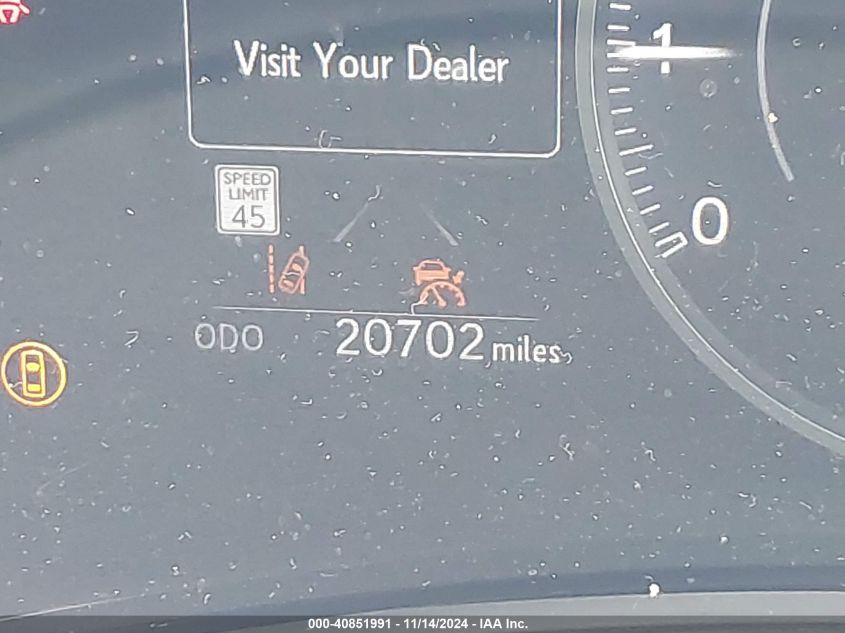 Visit Your Dealer
1
SPEED
LIMIT
45
0
ODO 20702 miles
000-40851991 - 11/14/2024 - IAA Inc.